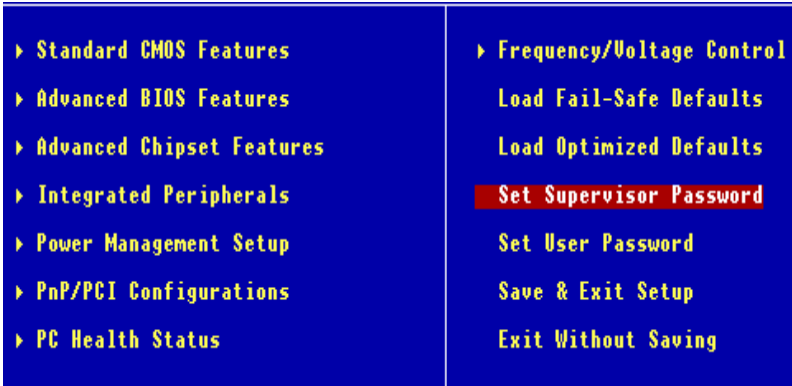 Standard CMOS Features
Advanced BIOS Features
Advanced Chipset Features
Integrated Peripherals
Power Management Setup
PnP/PCI Configurations
PC Health Status
Frequency/Voltage Control
Load Fail-Safe Defaults
Load Optimized Defaults
Set Supervisor Password
Set User Password
Save & Exit Setup
Exit Without Saving